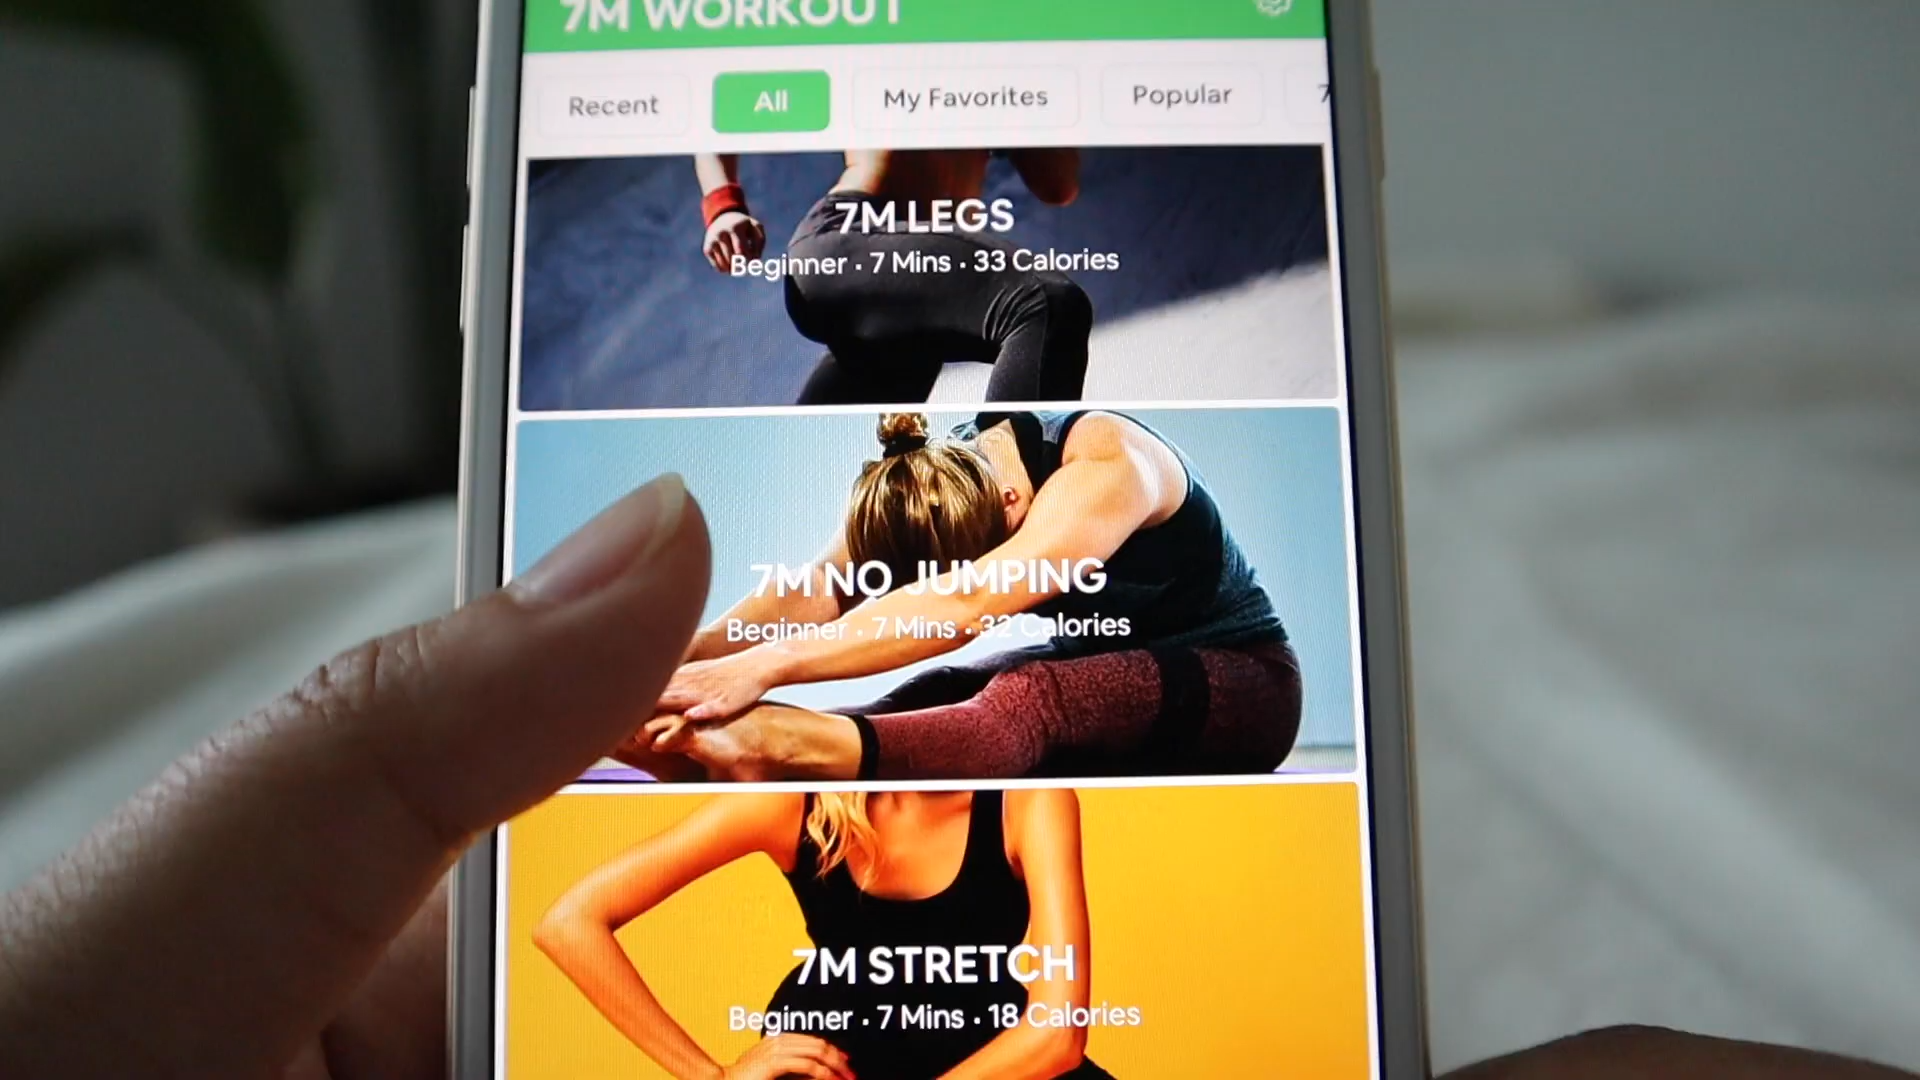 7M WORKOUT
Recent All My Favorites Popular 7
7M LEGS
Beginner · 7 Mins · 33 Calories
7M NO JUMPING
Beginner · 7 Mins · 32 Calories
7M STRETCH
Beginner · 7 Mins · 18 Calories